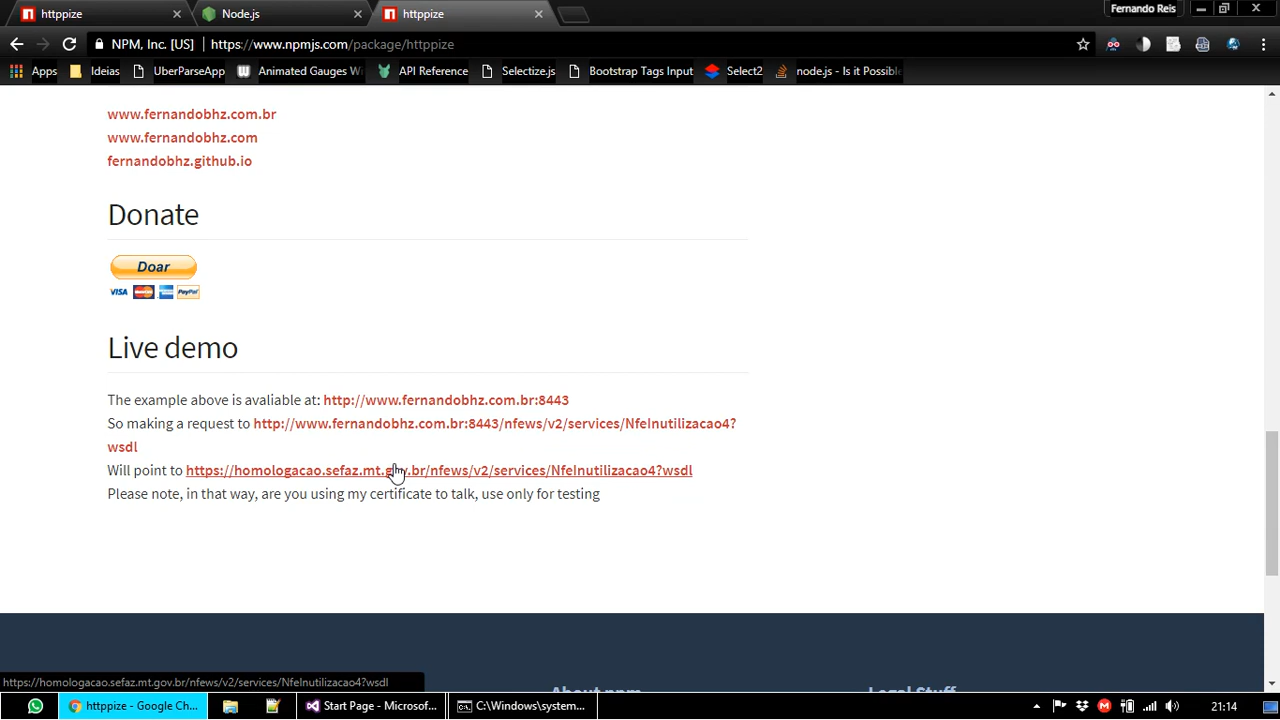 httppize
Node.js
httppize
Fernando Reis
NPM, Inc. [US]
https://www.npmjs.com/package/httppize
Apps
Ideias
UberParseApp
Animated Gauges Wi
API Reference
Selectize.js
Bootstrap Tags Input
Select2
node.js - Is it Possible
www.fernandobhz.com.br
www.fernandobhz.com
fernandobhz.github.io
Donate
Doar
VISA
PayPal
Live demo
The example above is avaliable at: http://www.fernandobhz.com.br:8443
So making a request to http://www.fernandobhz.com.br:8443/nfews/v2/services/NfeInutilizacao4?
wsdl
Will point to https://homologacao.sefaz.mt.gov.br/nfews/v2/services/NfeInutilizacao4?wsdl
Please note, in that way, are you using my certificate to talk, use only for testing
About npm
Legal Stuff
https://homologacao.sefaz.mt.gov.br/nfews/v2/services/NfeInutilizacao4?wsdl
httppize - Google Ch...
Start Page - Microsof...
C:\Windows\system...
21:14